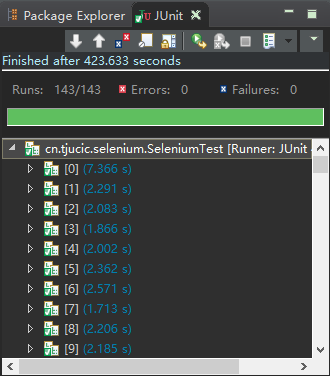 Package Explorer JUnit
Finished after 423.633 seconds
Runs: 143/143 Errors: 0 Failures: 0
cn.tjucic.selenium.SeleniumTest [Runner: JUnit
[0] (7.366 s)
[1] (2.291 s)
[2] (2.083 s)
[3] (1.866 s)
[4] (2.002 s)
[5] (2.362 s)
[6] (2.571 s)
[7] (1.713 s)
[8] (2.206 s)
[9] (2.185 s)